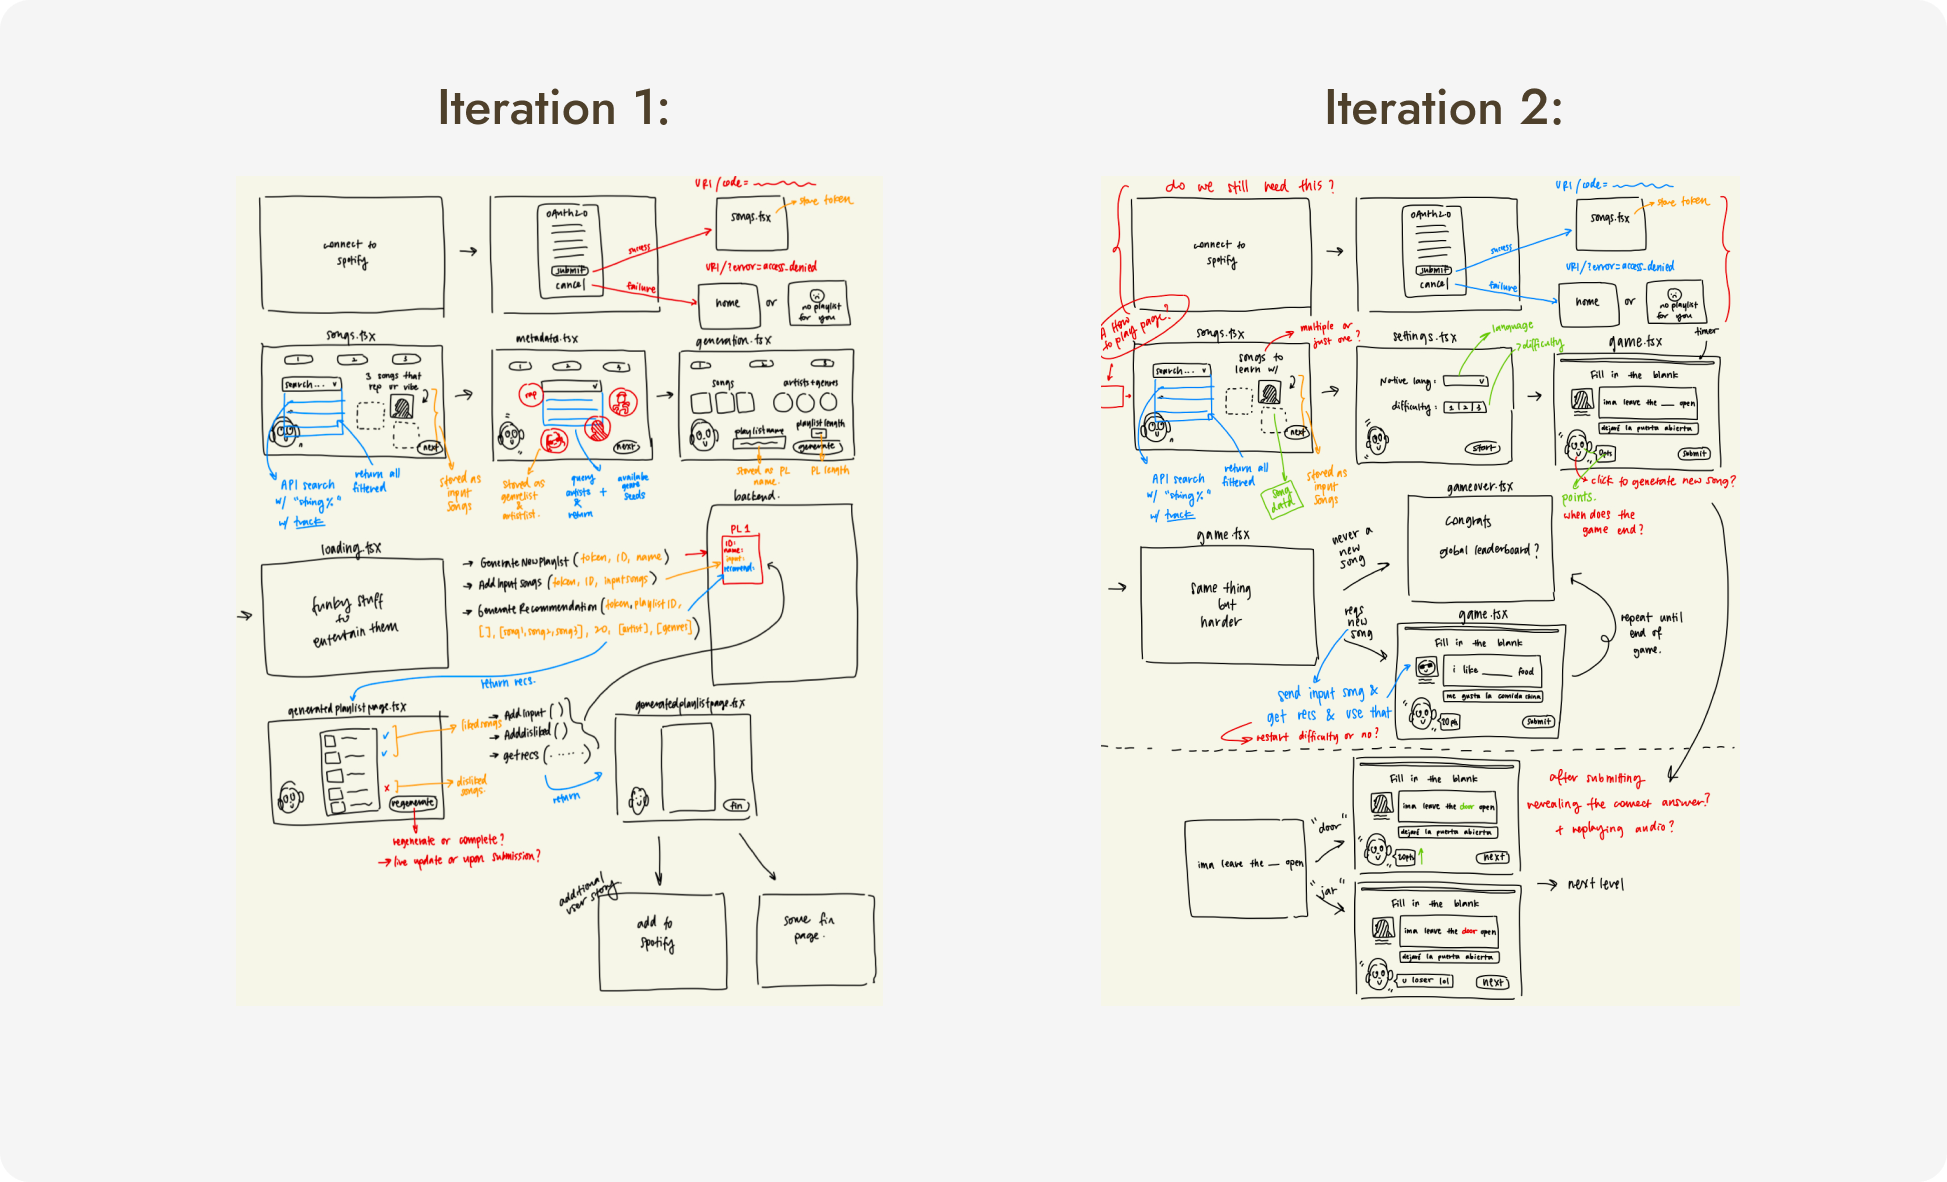 Iteration 1:
URI/code=
connect to
spotify
OAuth2.0
submit
cancel
success
failure
songs.tsx
store token
URI/?error=access_denied
home
or
no playlist
for you
songs.tsx
1
2
3
search... v
3 songs that
rep ur vibe
next
API search
w/ "string%"
w/ track
return all
filtered
stored as
input
songs
metadata.tsx
rap
next
stored as
genrelist
&
artistlist.
query
artists
&
return
+
available
genre
seeds
generation.tsx
songs
artists+genres
playlist name
playlist length
generate
stored as PL
name.
PL length
backend.
PL 1
ID:
name:
input:
recommend:
loading.tsx
funky stuff
to
entertain them
Generate New Playlist (token, ID, name)
Add Input Songs (token, ID, input songs)
Generate Recommendation (token, playlist ID,
[], [song1, song2, song3], 20, [artist], [genres])
return recs.
generatedplaylistpage.tsx
liked songs
disliked
songs.
regenerate
regenerate or complete?
live update or upon submission?
Add Input ( )
Add disliked ( )
get recs (......)
return
generatedplaylistpage.tsx
fin
additional
user story
add to
spotify
some fin
page.
Iteration 2:
do we still need this?
URI/code=
connect to
spotify
OAuth2.0
submit
cancel
success
failure
songs.tsx
store token
URI/?error=access_denied
home
or
no playlist
for you
A How
to play page?
songs.tsx
multiple or
just one?
search... v
songs to
learn w/
next
API search
w/ "string%"
w/ track
return all
filtered
song
data
stored as
input
songs
settings.tsx
language
difficulty
Native lang: v
difficulty: 1 2 3
start
game.tsx
timer
Fill in the blank
imma leave the __ open
dejaré la puerta abierta
0pts
submit
click to generate new song?
points.
when does the
game end?
game.tsx
same thing
but
harder
never a
new
song
reqs
new
song
gameover.tsx
congrats
global leaderboard?
game.tsx
Fill in the blank
i like ____ food
me gusta la comida china
20pts
submit
repeat until
end of
game.
send input song &
get recs & use that
restart difficulty or no?
imma leave the __ open
"door"
"jar"
Fill in the blank
imma leave the door open
dejaré la puerta abierta
20pts
next
after submitting
revealing the correct answer?
+ replaying audio?
next level
Fill in the blank
imma leave the door open
dejaré la puerta abierta
u loser lol
next